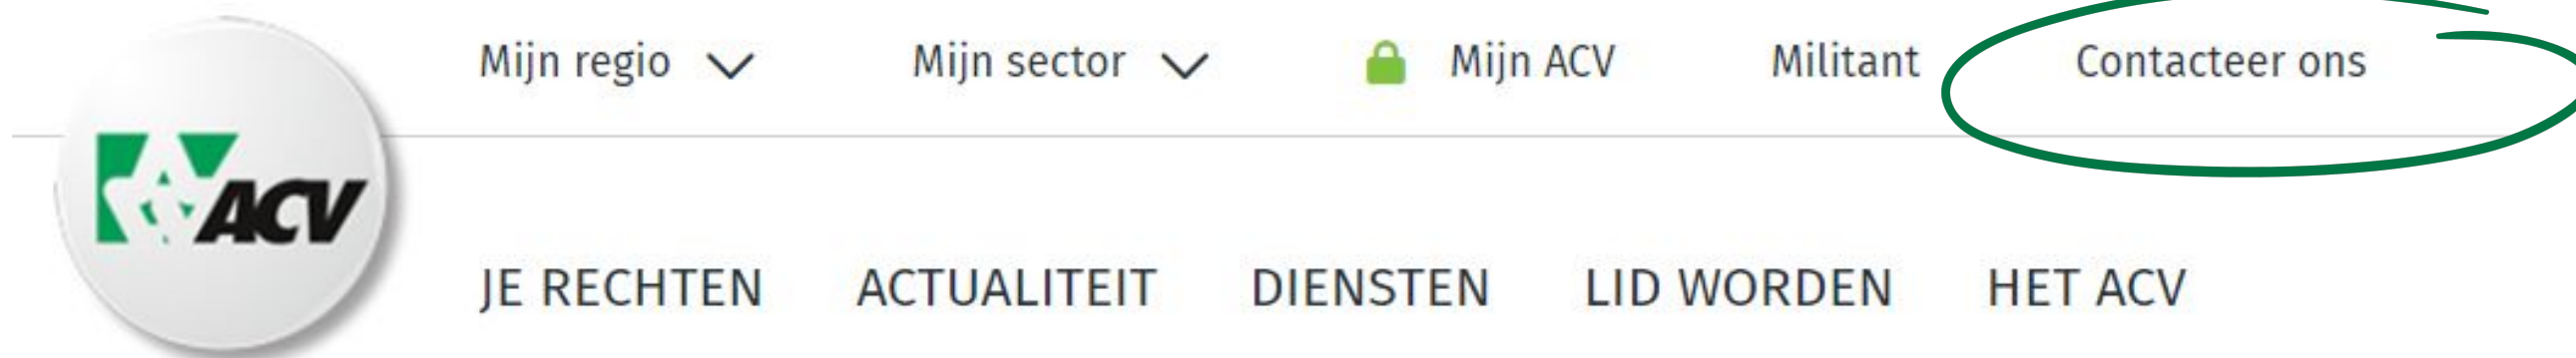 Mijn regio Mijn sector Mijn ACV Militant Contacteer ons
ACV
JE RECHTEN ACTUALITEIT DIENSTEN LID WORDEN HET ACV